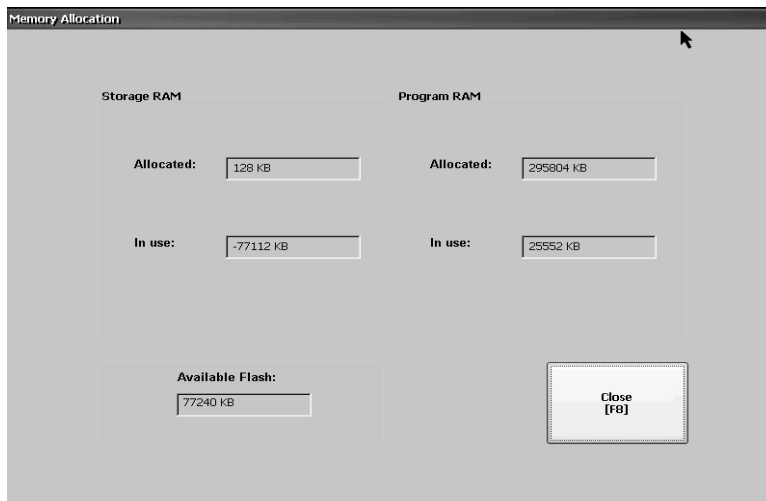 Memory Allocation
Storage RAM
Allocated: 128 KB
In use: -77112 KB
Program RAM
Allocated: 295804 KB
In use: 25552 KB
Available Flash:
77240 KB
Close
[F8]